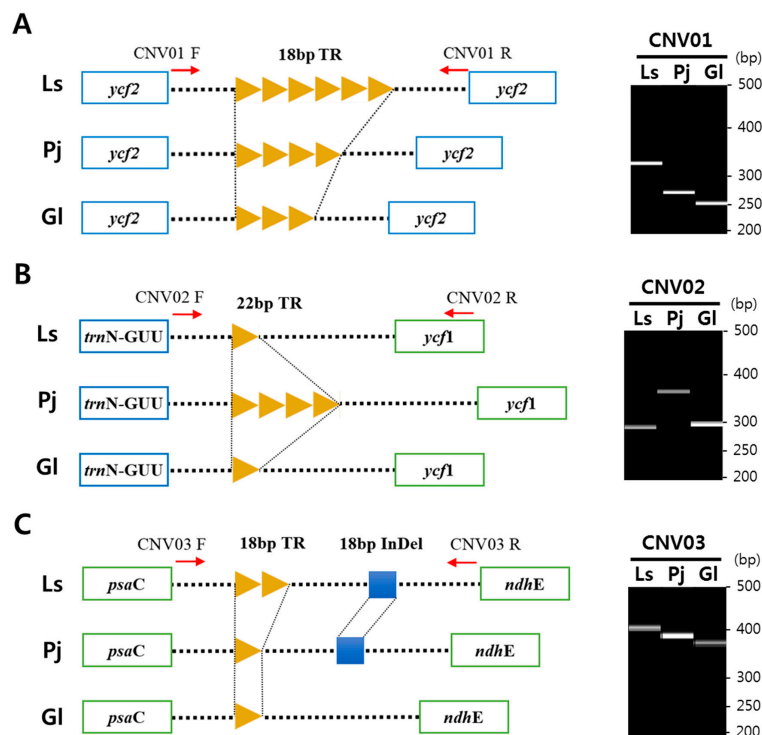 A
CNV01 F 18bp TR CNV01 R
Ls ycf2 ycf2
Pj ycf2 ycf2
Gl ycf2 ycf2
CNV01
(bp)
Ls Pj Gl
500
400
300
250
200
B
CNV02 F 22bp TR CNV02 R
Ls trnN-GUU ycf1
Pj trnN-GUU ycf1
Gl trnN-GUU ycf1
CNV02
(bp)
Ls Pj Gl
500
400
300
250
200
C
CNV03 F 18bp TR 18bp InDel CNV03 R
Ls psaC ndhE
Pj psaC ndhE
Gl psaC ndhE
CNV03
(bp)
Ls Pj Gl
500
400
300
250
200